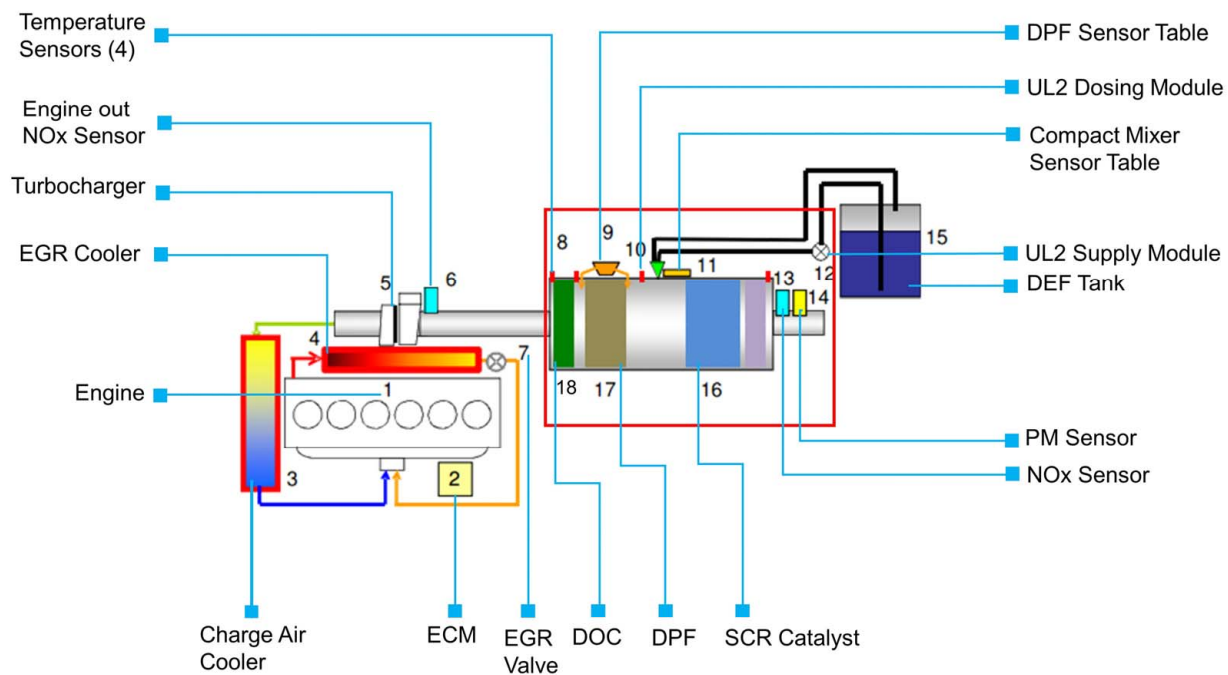 Temperature
Sensors (4)
Engine out
NOx Sensor
Turbocharger
EGR Cooler
Engine
DPF Sensor Table
UL2 Dosing Module
Compact Mixer
Sensor Table
UL2 Supply Module
DEF Tank
PM Sensor
NOx Sensor
8
9
10
11
12
13
14
15
5
6
4
7
1
2
3
18
17
16
Charge Air
Cooler
ECM
EGR
Valve
DOC
DPF
SCR Catalyst